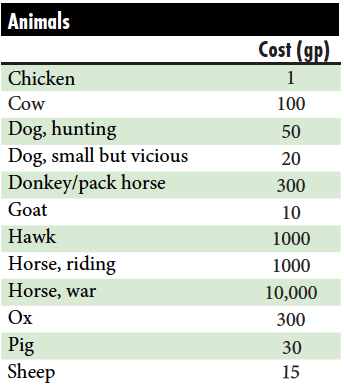 Animals
Cost (gp)
Chicken 1
Cow 100
Dog, hunting 50
Dog, small but vicious 20
Donkey/pack horse 300
Goat 10
Hawk 1000
Horse, riding 1000
Horse, war 10,000
Ox 300
Pig 30
Sheep 15